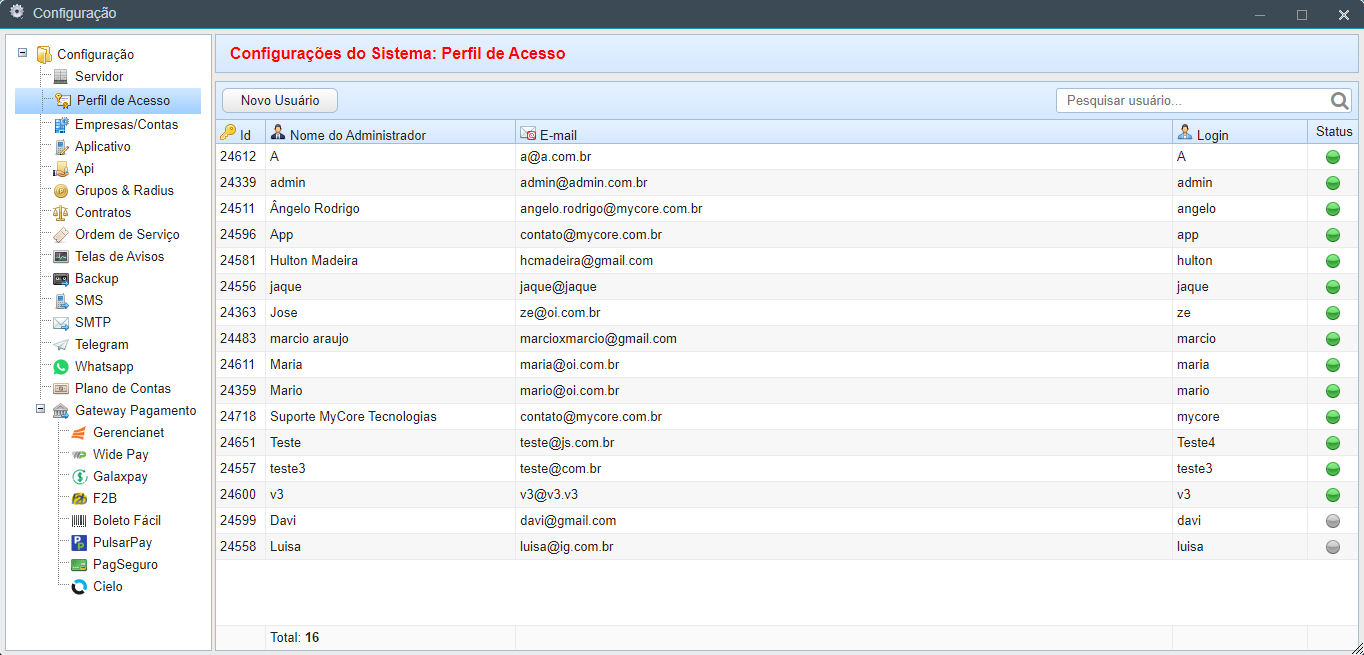 Configuração
Configuração
Servidor
Perfil de Acesso
Empresas/Contas
Aplicativo
Api
Grupos & Radius
Contratos
Ordem de Serviço
Telas de Avisos
Backup
SMS
SMTP
Telegram
Whatsapp
Plano de Contas
Gateway Pagamento
Gerencianet
Wide Pay
Galaxpay
F2B
Boleto Fácil
PulsarPay
PagSeguro
Cielo
Configurações do Sistema: Perfil de Acesso
Novo Usuário Pesquisar usuário...
Id Nome do Administrador E-mail Login Status
24612 A a@a.com.br A
24339 admin admin@admin.com.br admin
24511 Ângelo Rodrigo angelo.rodrigo@mycore.com.br angelo
24596 App contato@mycore.com.br app
24581 Hulton Madeira hcmadeira@gmail.com hulton
24556 jaque jaque@jaque jaque
24363 Jose ze@oi.com.br ze
24483 marcio araujo marcioxmarcio@gmail.com marcio
24611 Maria maria@oi.com.br maria
24359 Mario mario@oi.com.br mario
24718 Suporte MyCore Tecnologias contato@mycore.com.br mycore
24651 Teste teste@js.com.br Teste4
24557 teste3 teste@com.br teste3
24600 v3 v3@v3.v3 v3
24599 Davi davi@gmail.com davi
24558 Luisa luisa@ig.com.br luisa
Total: 16